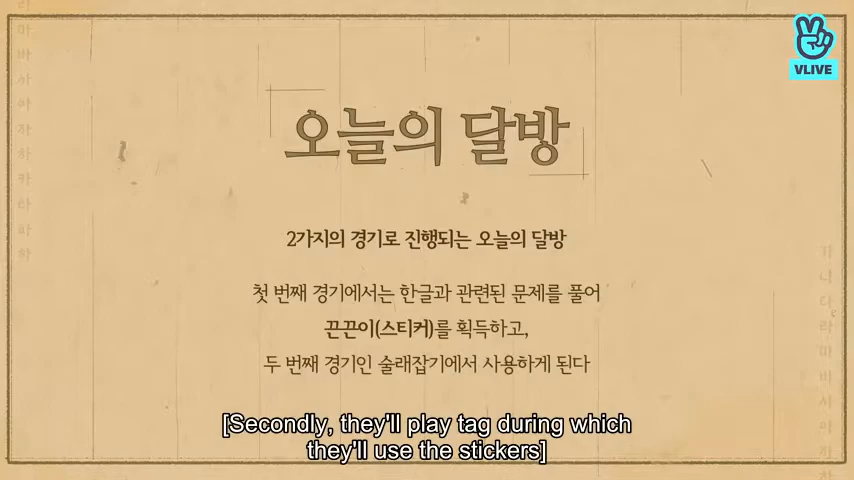 VLIVE
오늘의 달방
2가지의 경기로 진행되는 오늘의 달방
첫 번째 경기에서는 한글과 관련된 문제를 풀어
끈끈이(스티커)를 획득하고,
두 번째 경기인 술래잡기에서 사용하게 된다
[Secondly, they'll play tag during which
they'll use the stickers]